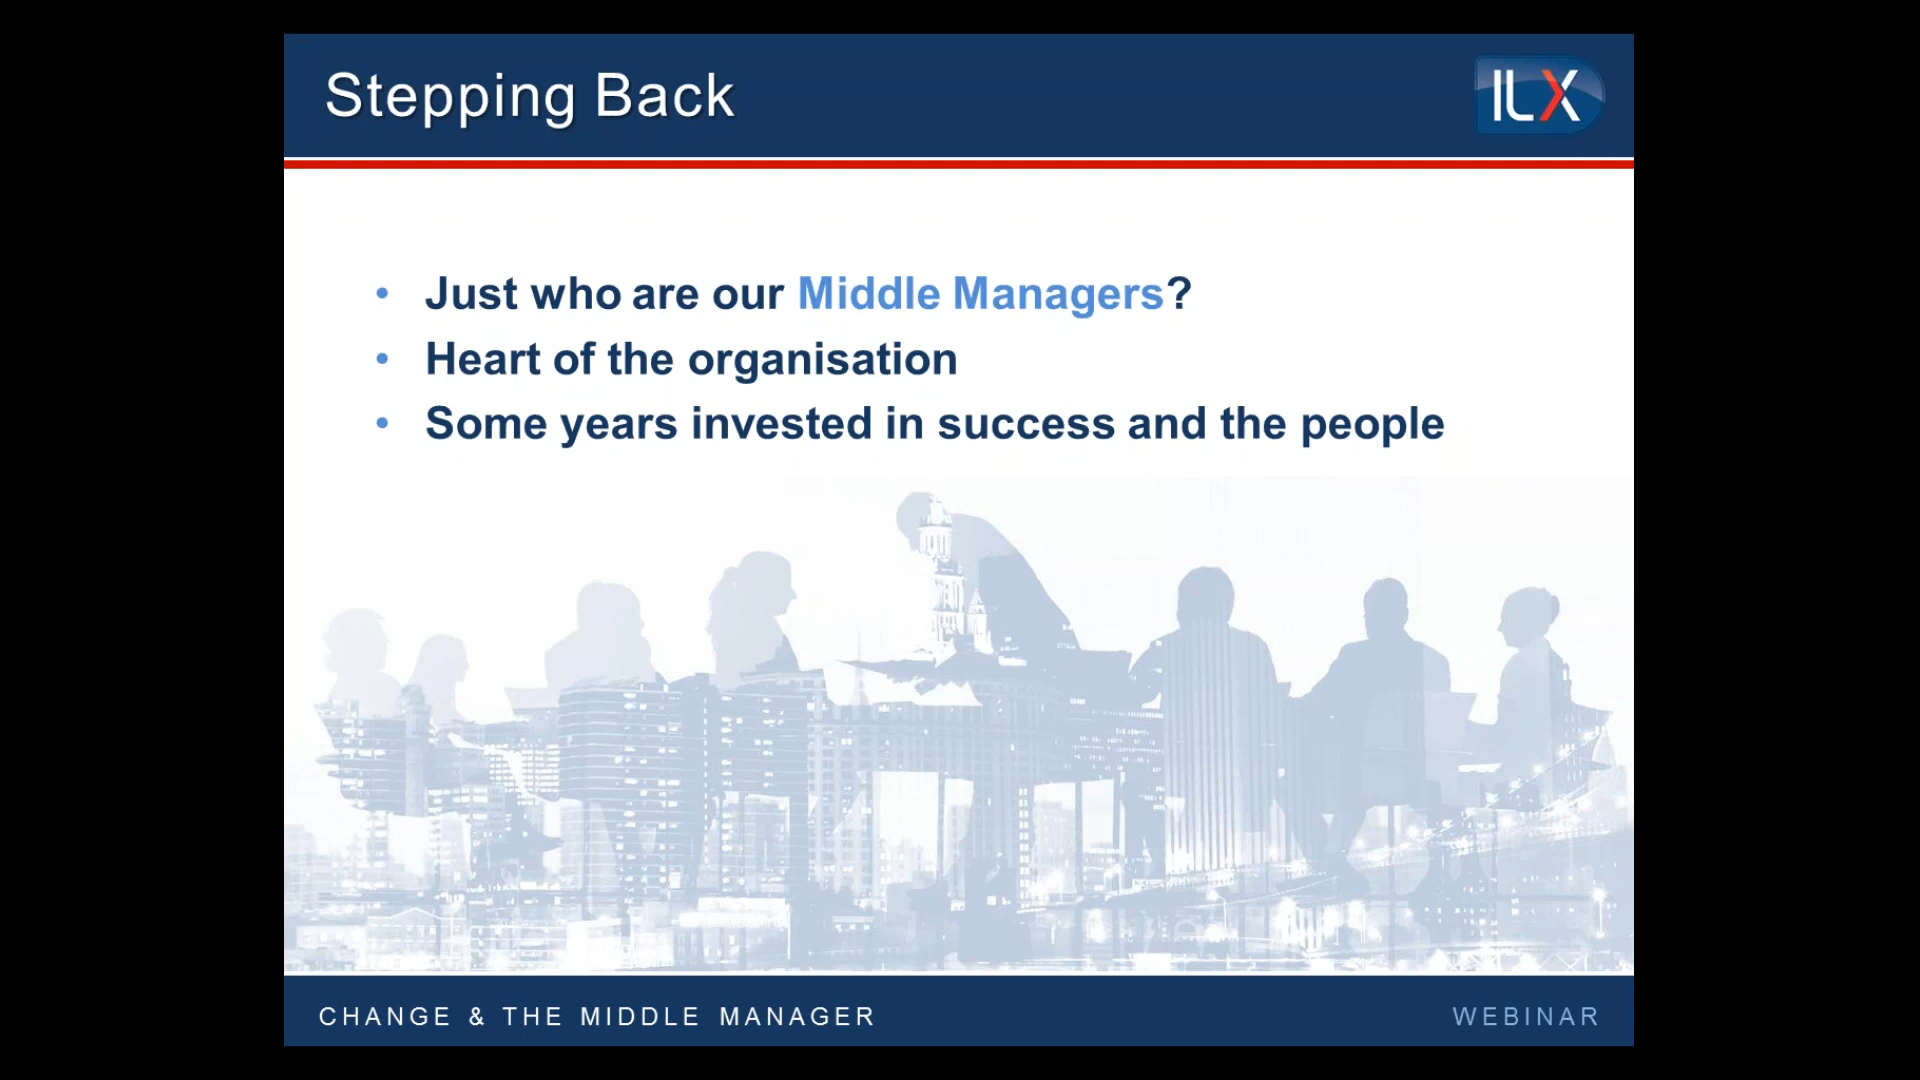 Stepping Back
ILX
• Just who are our Middle Managers?
• Heart of the organisation
• Some years invested in success and the people
CHANGE & THE MIDDLE MANAGER
WEBINAR